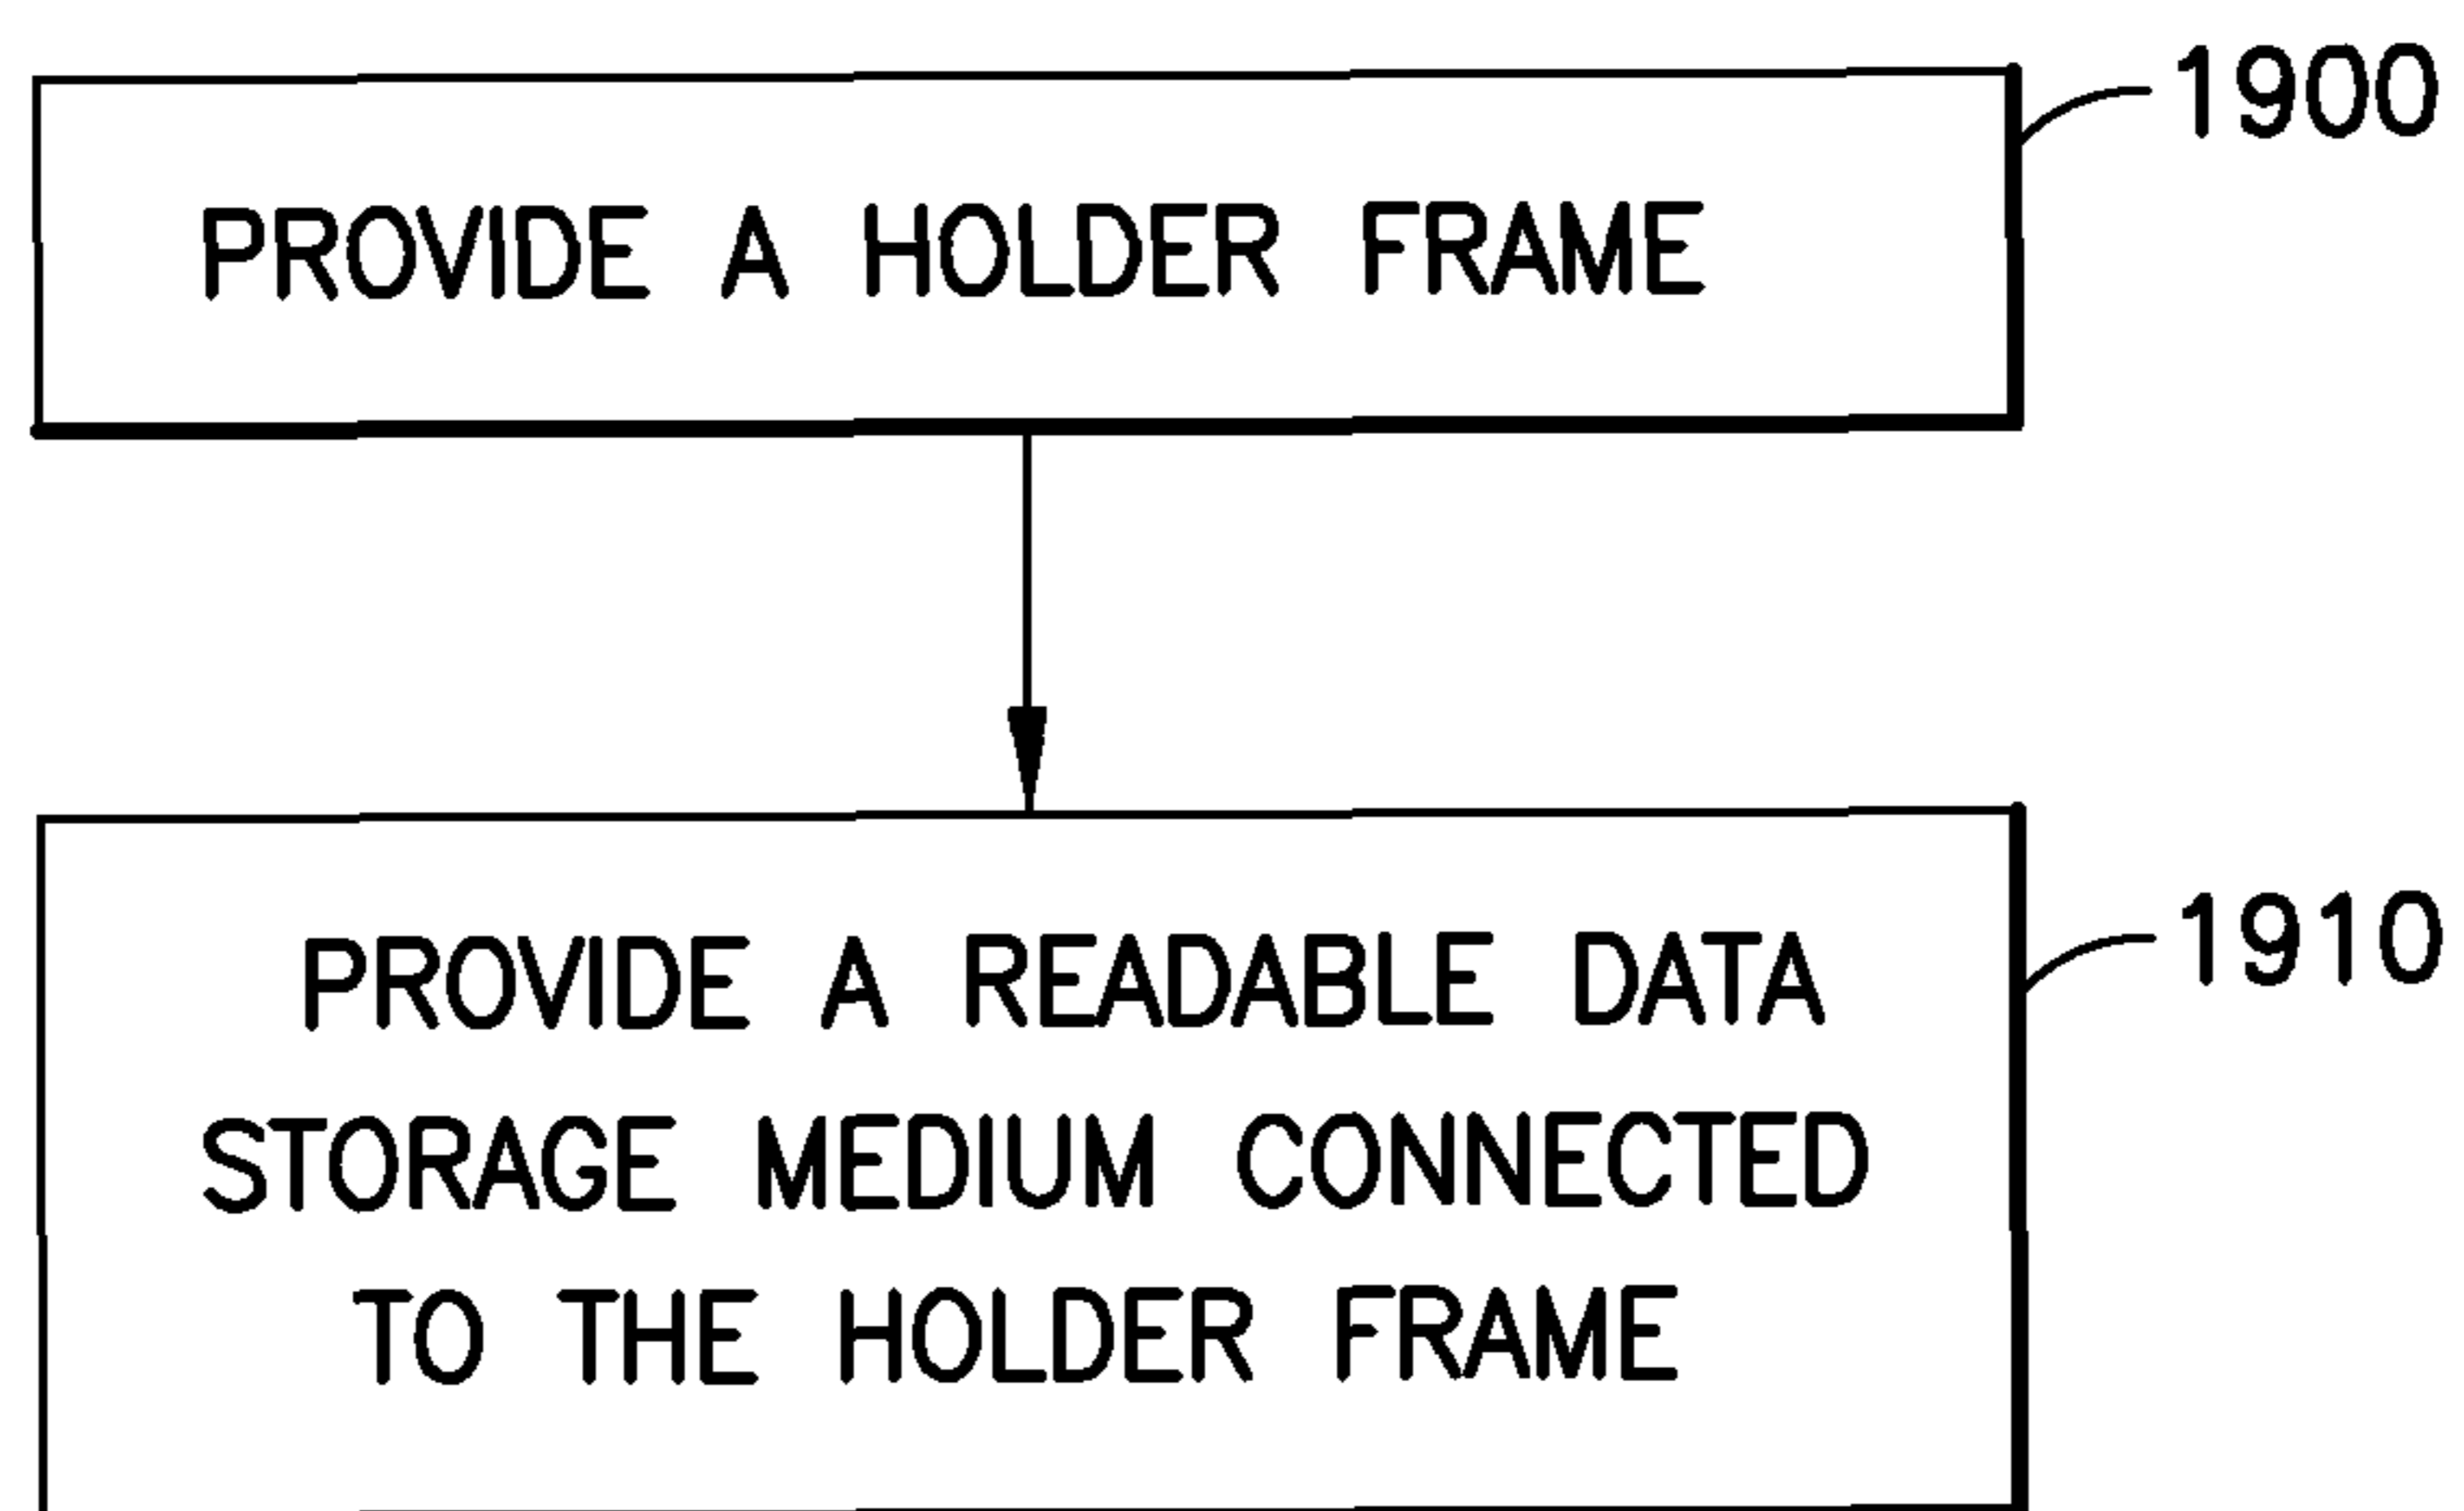 1900
PROVIDE A HOLDER FRAME
1910
PROVIDE A READABLE DATA
STORAGE MEDIUM CONNECTED
TO THE HOLDER FRAME